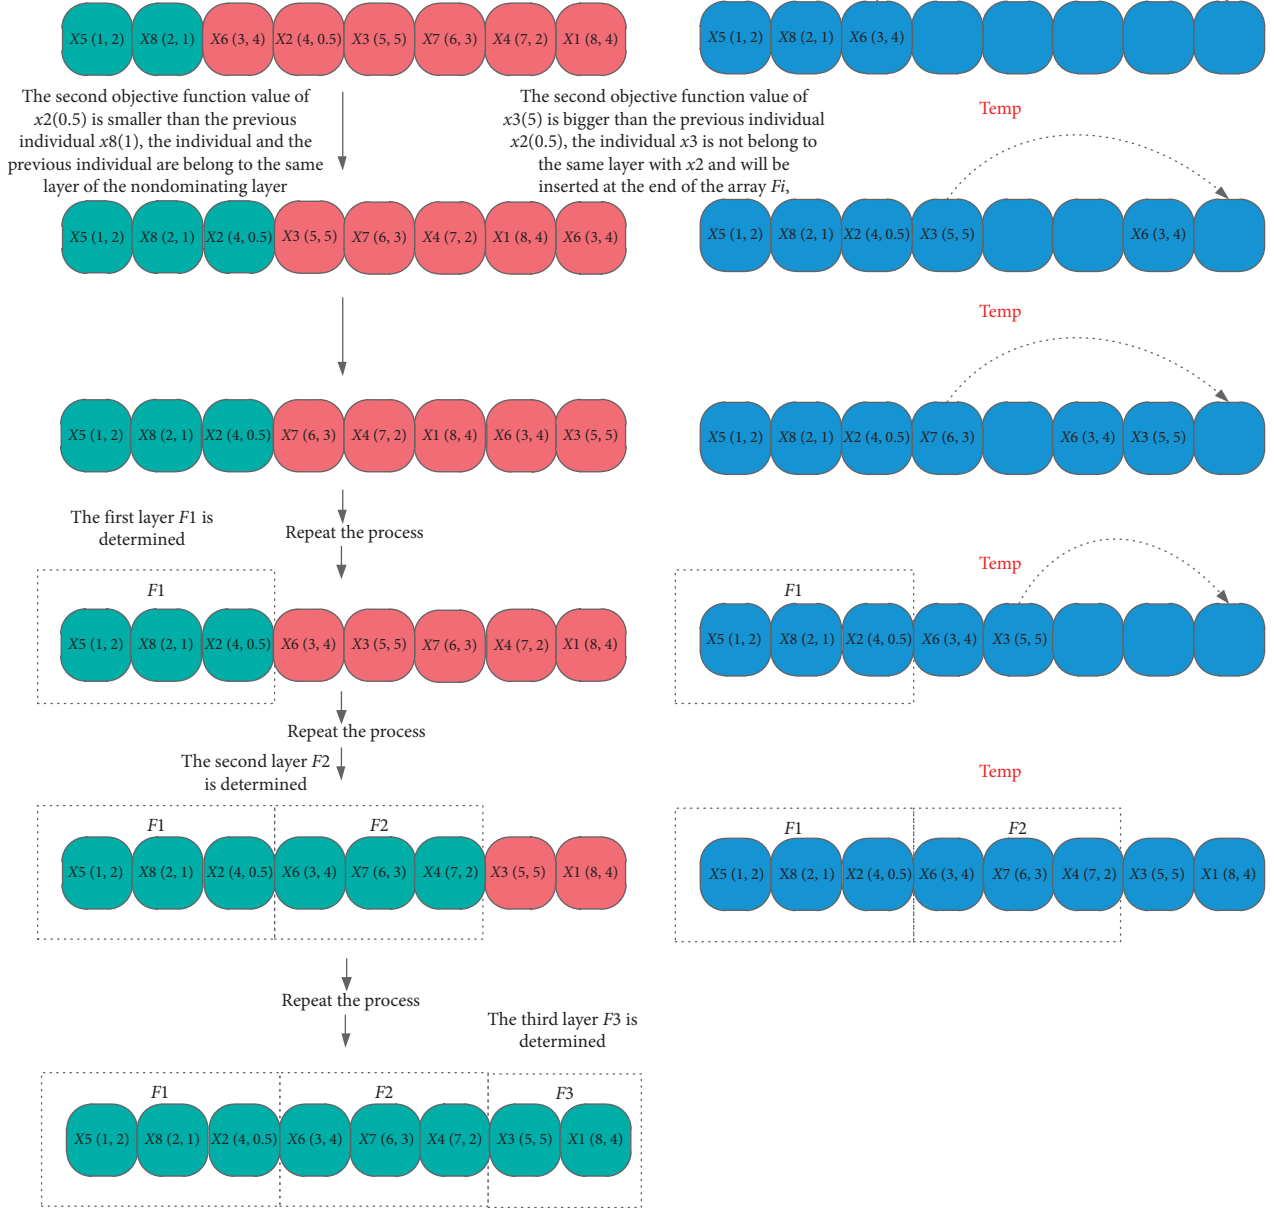 X5 (1, 2) X8 (2, 1) X6 (3, 4) X2 (4, 0.5) X3 (5, 5) X7 (6, 3) X4 (7, 2) X1 (8, 4)
X5 (1, 2) X8 (2, 1) X6 (3, 4)
The second objective function value of
x2(0.5) is smaller than the previous
individual x8(1), the individual and the
previous individual are belong to the same
layer of the nondominating layer
The second objective function value of
x3(5) is bigger than the previous individual
x2(0.5), the individual x3 is not belong to
the same layer with x2 and will be
inserted at the end of the array Fi,
Temp
X5 (1, 2) X8 (2, 1) X2 (4, 0.5) X3 (5, 5) X7 (6, 3) X4 (7, 2) X1 (8, 4) X6 (3, 4)
X5 (1, 2) X8 (2, 1) X2 (4, 0.5) X3 (5, 5) X6 (3, 4)
Temp
X5 (1, 2) X8 (2, 1) X2 (4, 0.5) X7 (6, 3) X4 (7, 2) X1 (8, 4) X6 (3, 4) X3 (5, 5)
X5 (1, 2) X8 (2, 1) X2 (4, 0.5) X7 (6, 3) X6 (3, 4) X3 (5, 5)
The first layer F1 is
determined
Repeat the process
Temp
F1
X5 (1, 2) X8 (2, 1) X2 (4, 0.5) X6 (3, 4) X3 (5, 5) X7 (6, 3) X4 (7, 2) X1 (8, 4)
F1
X5 (1, 2) X8 (2, 1) X2 (4, 0.5) X6 (3, 4) X3 (5, 5)
Repeat the process
The second layer F2
is determined
Temp
F1 F2
X5 (1, 2) X8 (2, 1) X2 (4, 0.5) X6 (3, 4) X7 (6, 3) X4 (7, 2) X3 (5, 5) X1 (8, 4)
F1 F2
X5 (1, 2) X8 (2, 1) X2 (4, 0.5) X6 (3, 4) X7 (6, 3) X4 (7, 2) X3 (5, 5) X1 (8, 4)
Repeat the process
The third layer F3 is
determined
F1 F2 F3
X5 (1, 2) X8 (2, 1) X2 (4, 0.5) X6 (3, 4) X7 (6, 3) X4 (7, 2) X3 (5, 5) X1 (8, 4)